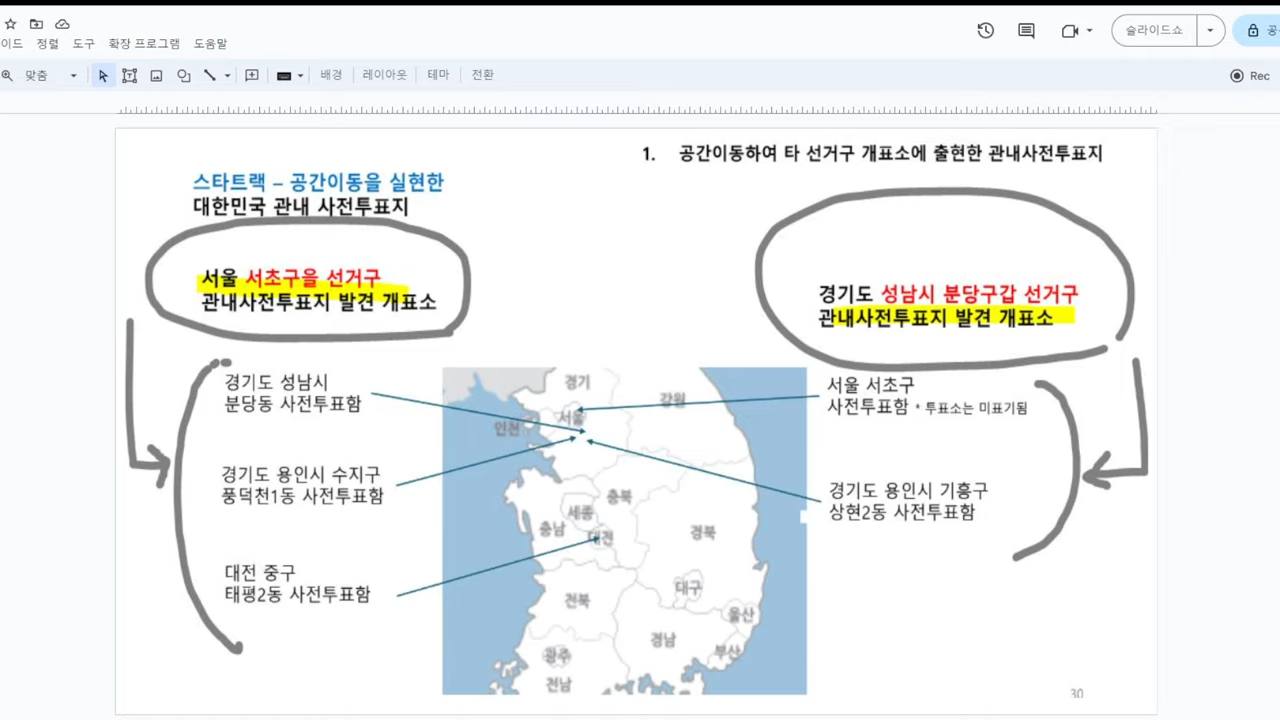 이드 정렬 도구 확장 프로그램 도움말
슬라이드쇼
공
맞춤
배경 레이아웃 테마 전환
Rec
1. 공간이동하여 타 선거구 개표소에 출현한 관내사전투표지
스타트랙 – 공간이동을 실현한
대한민국 관내 사전투표지
서울 서초구을 선거구
관내사전투표지 발견 개표소
경기도 성남시 분당구갑 선거구
관내사전투표지 발견 개표소
경기도 성남시
분당동 사전투표함
경기도 용인시 수지구
풍덕천1동 사전투표함
대전 중구
태평2동 사전투표함
서울 서초구
사전투표함 * 투표소는 미표기됨
경기도 용인시 기흥구
상현2동 사전투표함
경기
강원
서울
인천
충북
세종
충남
대전
경북
전북
대구
울산
경남
부산
광주
전남
30